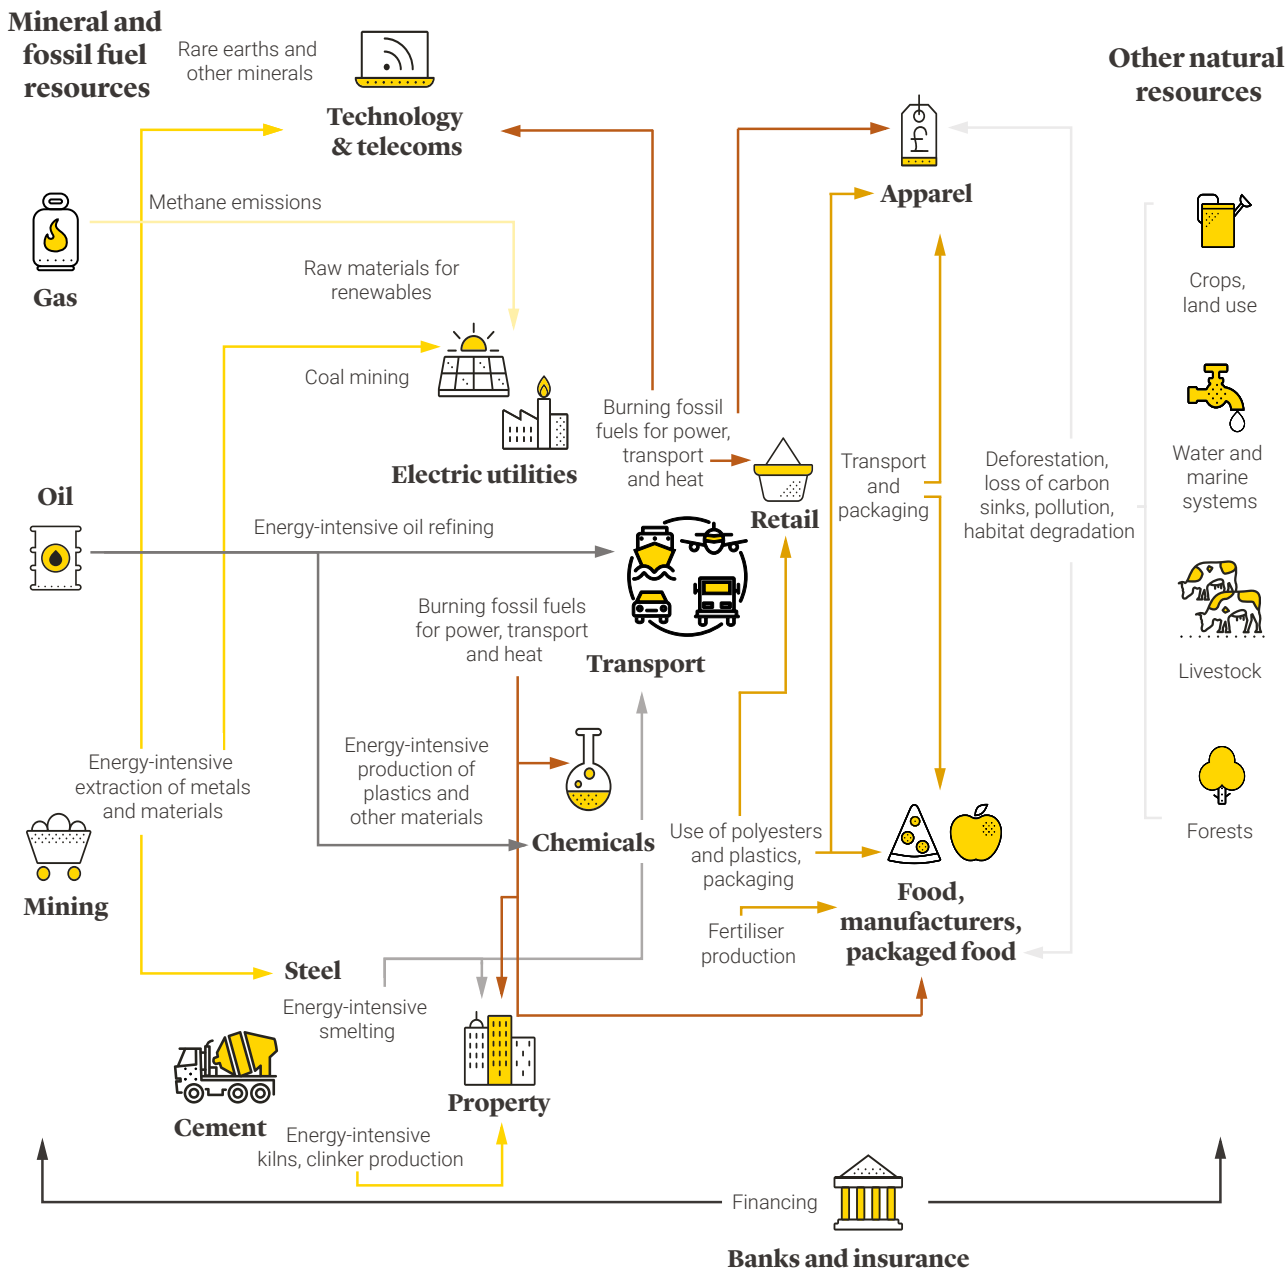 Mineral and
fossil fuel
resources
Rare earths and
other minerals
Technology
& telecoms
£
Apparel
Other natural
resources
Gas
Methane emissions
Raw materials for
renewables
Coal mining
Electric utilities
Burning fossil
fuels for power,
transport
and heat
Retail
Transport
and
packaging
Deforestation,
loss of carbon
sinks, pollution,
habitat degradation
Crops,
land use
Water and
marine
systems
Livestock
Forests
Oil
Energy-intensive oil refining
Burning fossil fuels
for power, transport
and heat
Transport
Energy-intensive
extraction of metals
and materials
Mining
Energy-intensive
production of
plastics and
other materials
Chemicals
Use of polyesters
and plastics,
packaging
Fertiliser
production
Food,
manufacturers,
packaged food
Steel
Energy-intensive
smelting
Cement
Energy-intensive
kilns, clinker production
Property
Financing
Banks and insurance